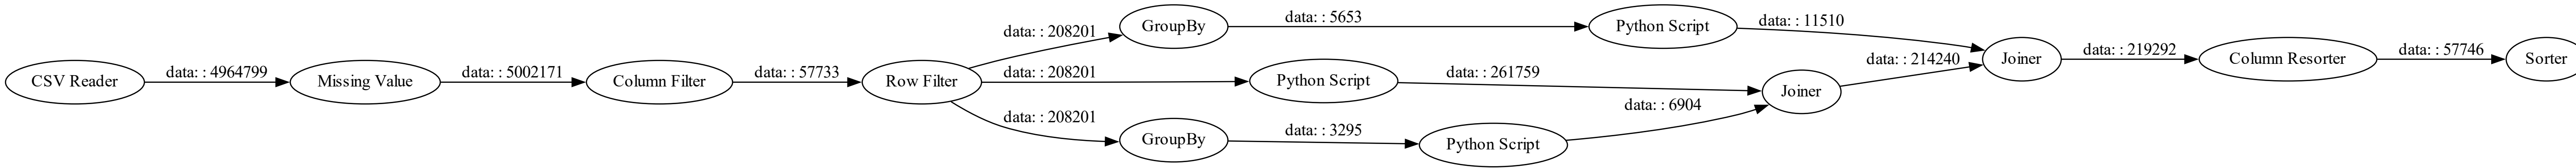 CSV Reader
data: : 4964799
Missing Value
data: : 5002171
Column Filter
data: : 57733
Row Filter
data: : 208201
GroupBy
data: : 5653
Python Script
data: : 11510
data: : 208201
Python Script
data: : 261759
data: : 208201
GroupBy
data: : 3295
Python Script
data: : 6904
Joiner
data: : 214240
Joiner
data: : 219292
Column Resorter
data: : 57746
Sorter